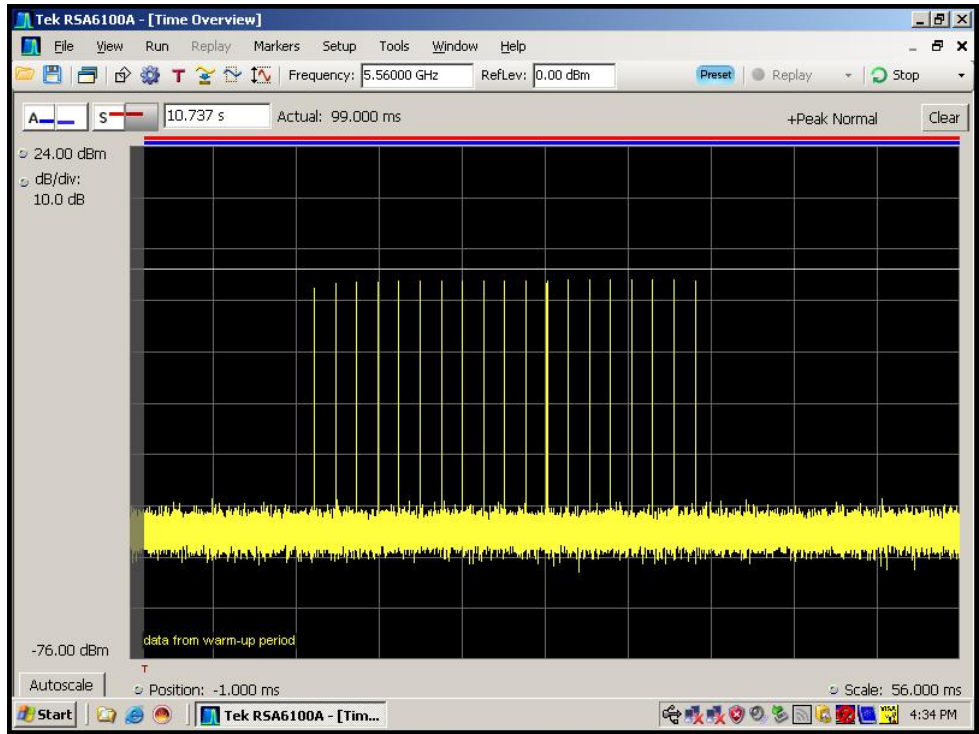 Tek RSA6100A - [Time Overview]
File View Run Replay Markers Setup Tools Window Help
Frequency: 5.56000 GHz RefLev: 0.00 dBm Preset Replay Stop
A S 10.737 s Actual: 99.000 ms +Peak Normal Clear
24.00 dBm
dB/div:
10.0 dB
data from warm-up period
-76.00 dBm
T
Autoscale Position: -1.000 ms Scale: 56.000 ms
Start Tek RSA6100A - [Tim... 4:34 PM